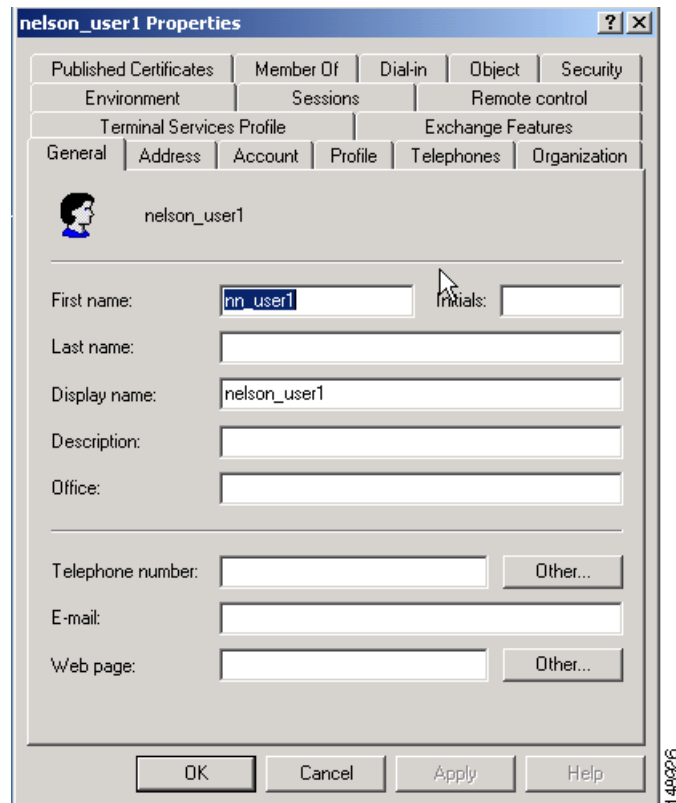 nelson_user1 Properties
Published Certificates Member Of Dial-in Object Security
Environment Sessions Remote control
Terminal Services Profile Exchange Features
General Address Account Profile Telephones Organization
nelson_user1
First name: nn_user1 Initials:
Last name:
Display name: nelson_user1
Description:
Office:
Telephone number: Other...
E-mail:
Web page: Other...
OK Cancel Apply Help
148926